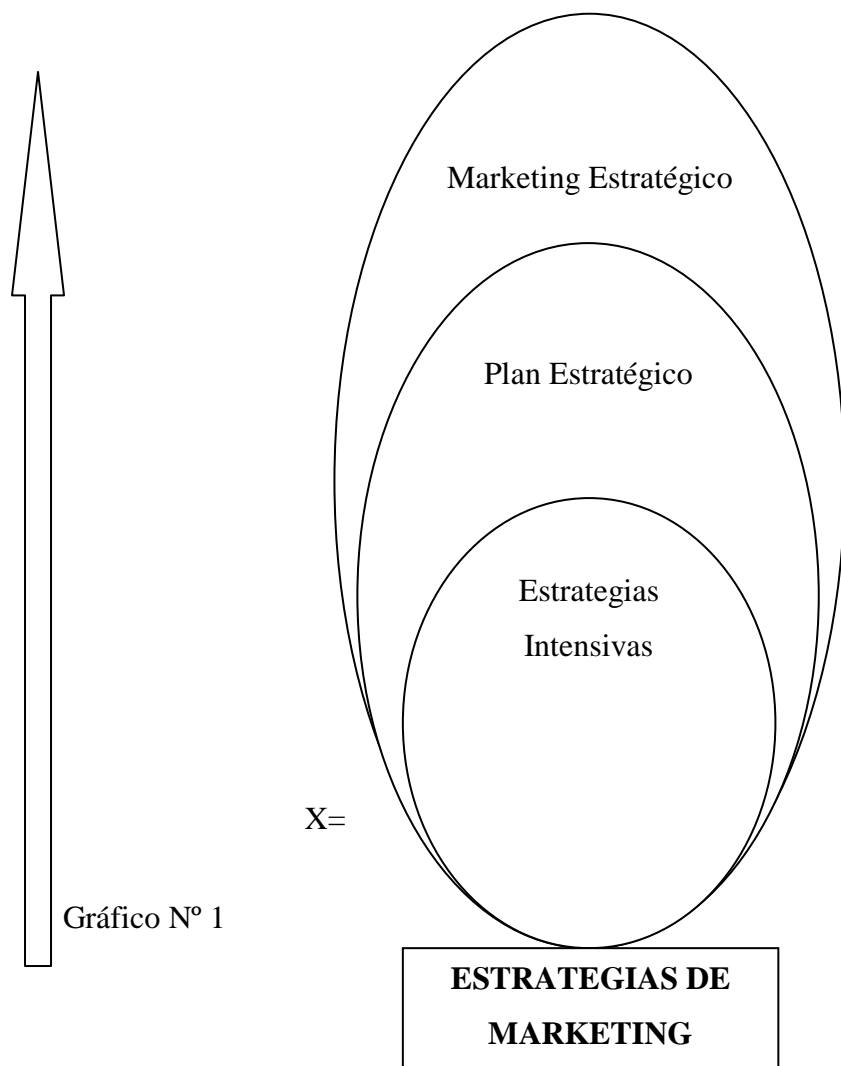 Marketing Estratégico
Plan Estratégico
Estrategias
Intensivas
X=
Gráfico Nº 1
ESTRATEGIAS DE
MARKETING